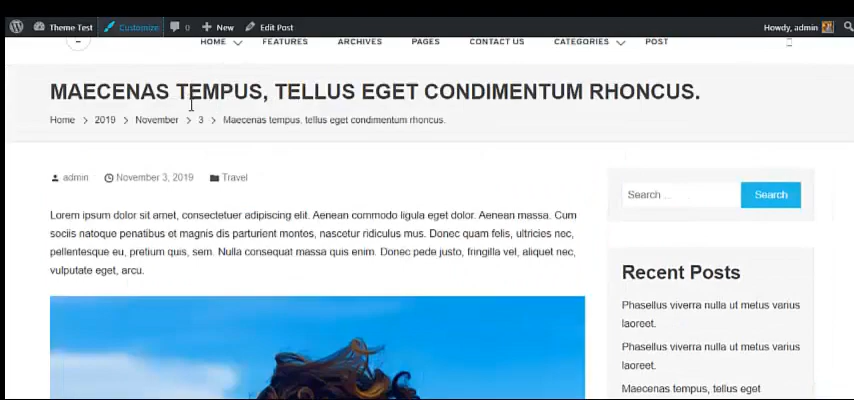 Theme Test Customize 0 New Edit Post Howdy, admin
HOME FEATURES ARCHIVES PAGES CONTACT US CATEGORIES POST
MAECENAS TEMPUS, TELLUS EGET CONDIMENTUM RHONCUS.
Home > 2019 > November > 3 > Maecenas tempus, tellus eget condimentum rhoncus.
admin November 3, 2019 Travel
Lorem ipsum dolor sit amet, consectetuer adipiscing elit. Aenean commodo ligula eget dolor. Aenean massa. Cum
sociis natoque penatibus et magnis dis parturient montes, nascetur ridiculus mus. Donec quam felis, ultricies nec,
pellentesque eu, pretium quis, sem. Nulla consequat massa quis enim. Donec pede justo, fringilla vel, aliquet nec,
vulputate eget, arcu.
Search ... Search
Recent Posts
Phasellus viverra nulla ut metus varius
laoreet.
Phasellus viverra nulla ut metus varius
laoreet.
Maecenas tempus, tellus eget